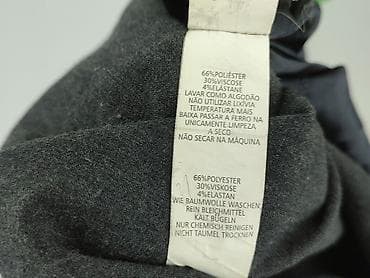 66%POLIÉSTER
30%VISCOSE
4%ELASTANE
LAVAR COMO ALGODÃO
NÃO UTILIZAR LIXÍVIA
TEMPERATURA MAIS
BAIXA PASSAR A FERRO NA
UNICAMENTE LIMPEZA
A SECO
NÃO SECAR NA MÁQUINA
66%POLYESTER
30%VISKOSE
4%ELASTAN
WIE BAUMWOLLE WASCHEN
REIN BLEICHMITTEL
KALT BÜGELN
NUR CHEMISCH REINIGEN
NICHT TAUMEL TROCKNEN